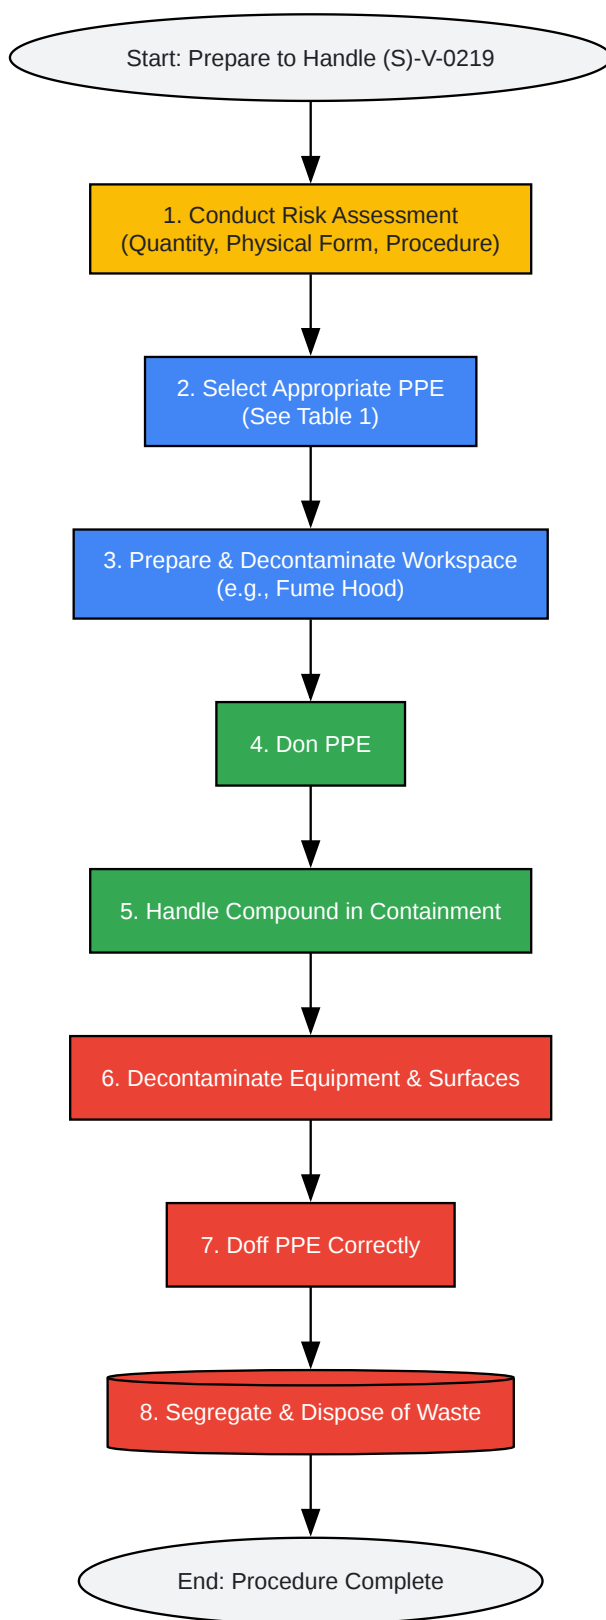 Start: Prepare to Handle (S)-V-0219
1. Conduct Risk Assessment
(Quantity, Physical Form, Procedure)
2. Select Appropriate PPE
(See Table 1)
3. Prepare & Decontaminate Workspace
(e.g., Fume Hood)
4. Don PPE
5. Handle Compound in Containment
6. Decontaminate Equipment & Surfaces
7. Doff PPE Correctly
8. Segregate & Dispose of Waste
End: Procedure Complete